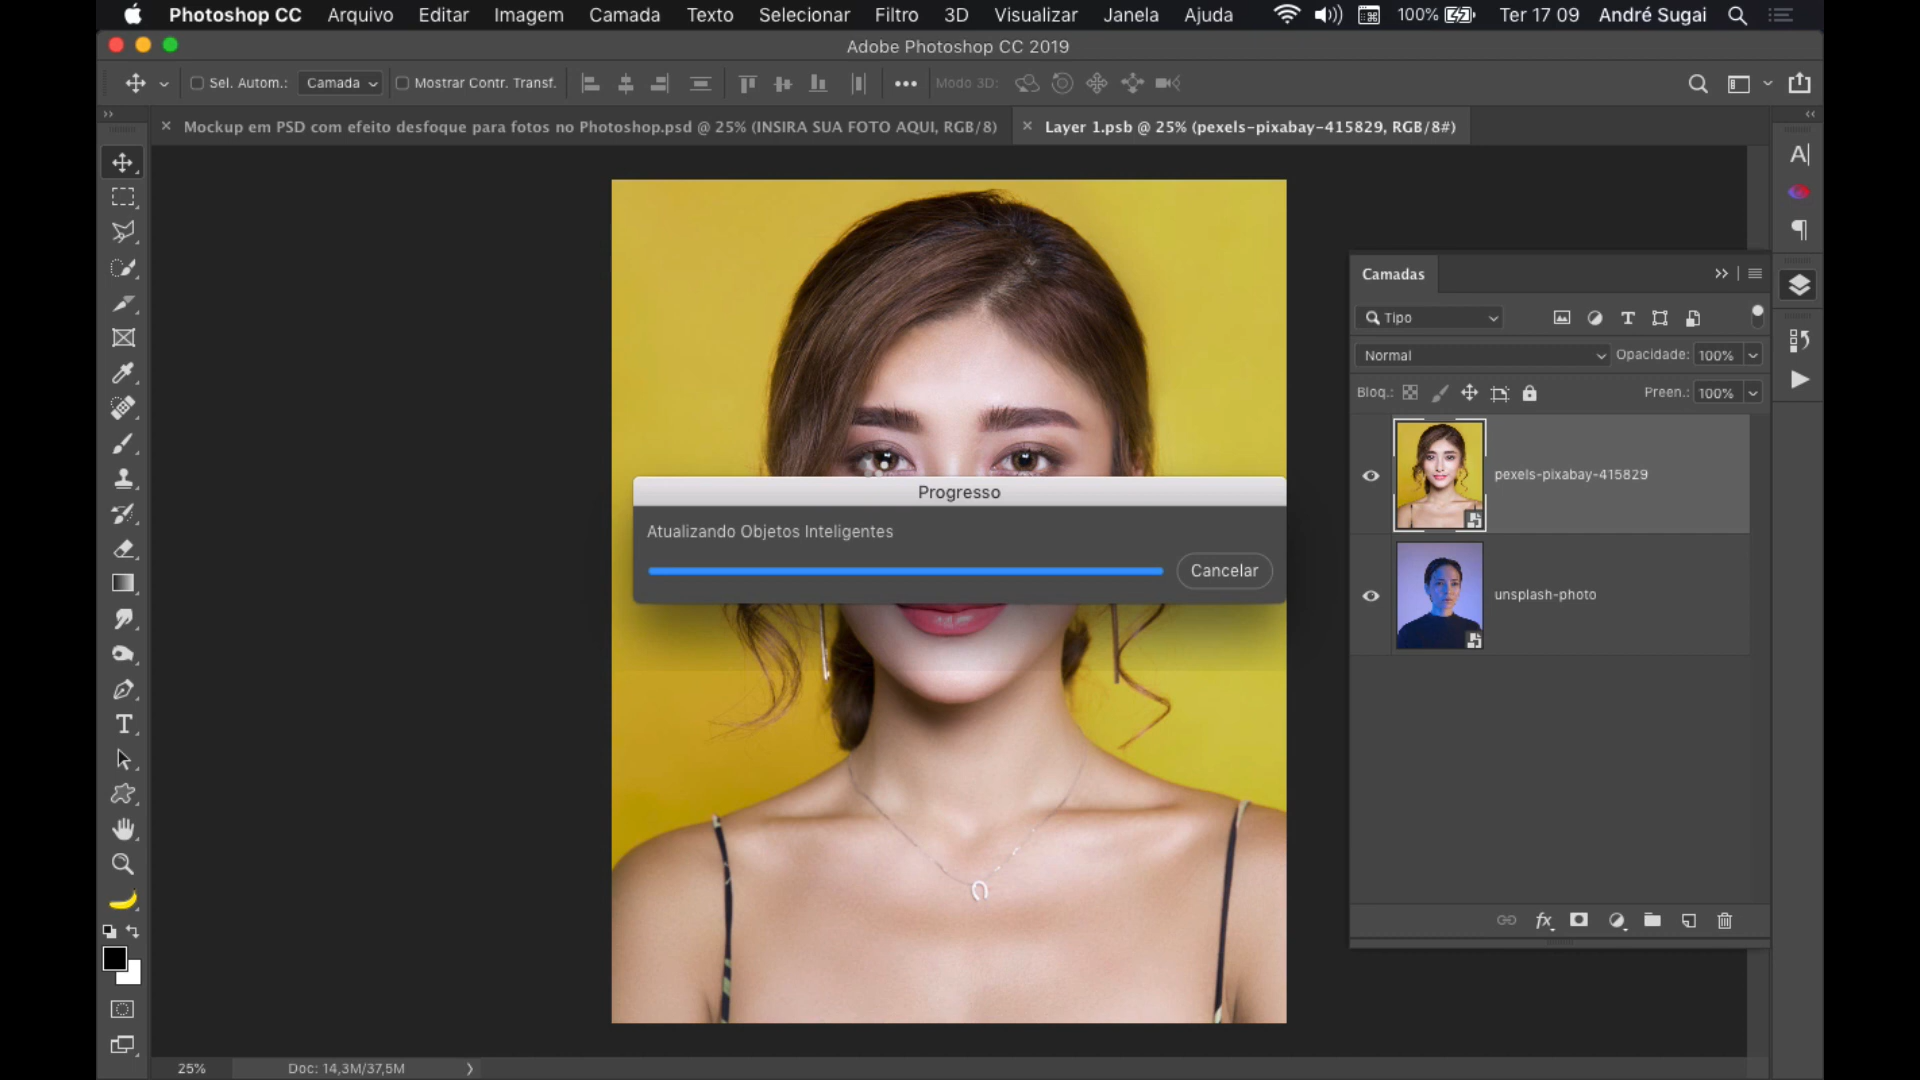 Photoshop CC Arquivo Editar Imagem Camada Texto Selecionar Filtro 3D Visualizar Janela Ajuda 100% Ter 17 09 André Sugai
Adobe Photoshop CC 2019
Sel. Autom.: Camada Mostrar Contr. Transf. Modo 3D:
Mockup em PSD com efeito desfoque para fotos no Photoshop.psd @ 25% (INSIRA SUA FOTO AQUI, RGB/8) Layer 1.psb @ 25% (pexels-pixabay-415829, RGB/8#)
Camadas
Tipo
Normal Opacidade: 100%
Bloq.: Preen.: 100%
pexels-pixabay-415829
unsplash-photo
Progresso
Atualizando Objetos Inteligentes
Cancelar
25% Doc: 14,3M/37,5M